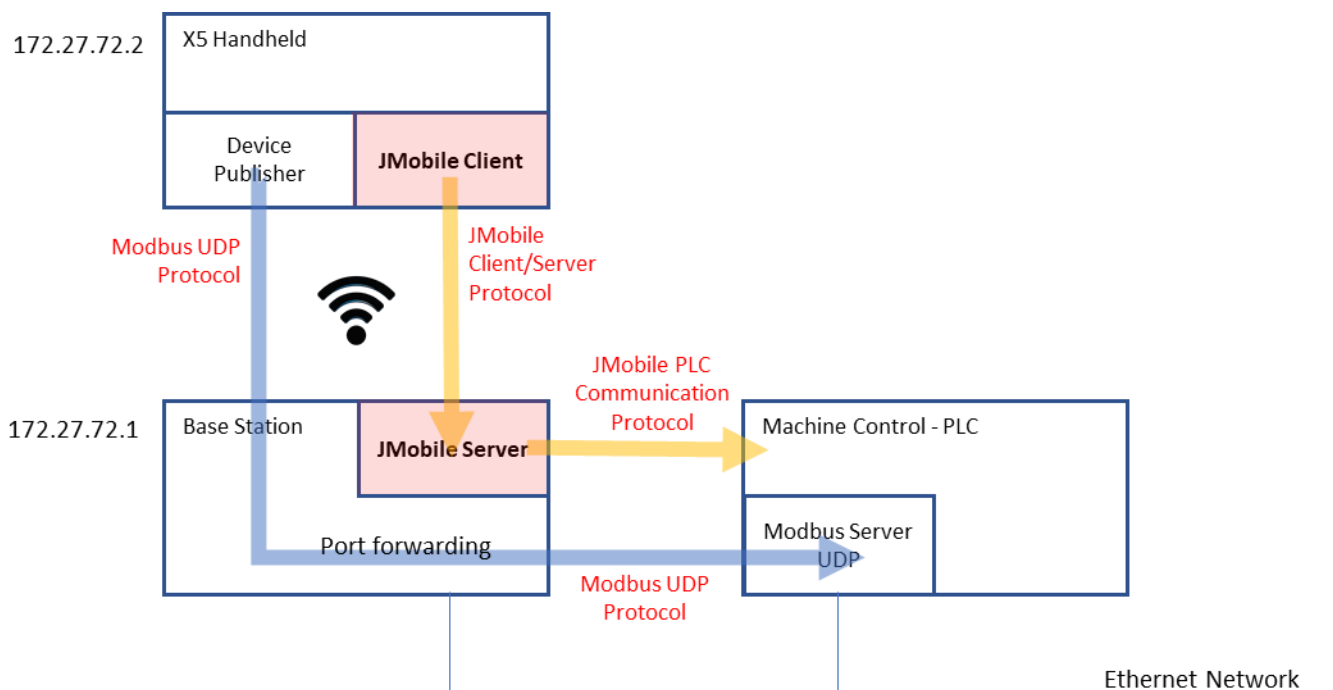 172.27.72.2
X5 Handheld
Device
Publisher
JMobile Client
Modbus UDP
Protocol
JMobile
Client/Server
Protocol
JMobile PLC
Communication
Protocol
172.27.72.1
Base Station
JMobile Server
Machine Control - PLC
Port forwarding
Modbus Server
UDP
Modbus UDP
Protocol
Ethernet Network